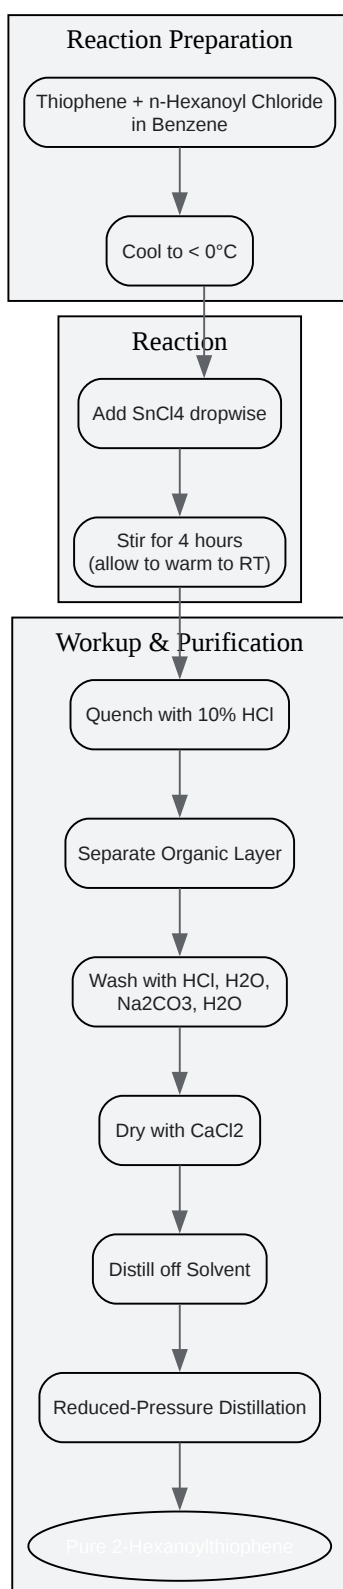 Reaction Preparation
Thiophene + n-Hexanoyl Chloride
in Benzene
Cool to < 0°C
Reaction
Add SnCl4 dropwise
Stir for 4 hours
(allow to warm to RT)
Workup & Purification
Quench with 10% HCl
Separate Organic Layer
Wash with HCl, H2O,
Na2CO3, H2O
Dry with CaCl2
Distill off Solvent
Reduced-Pressure Distillation
Pure 2-Hexanoylthiophene